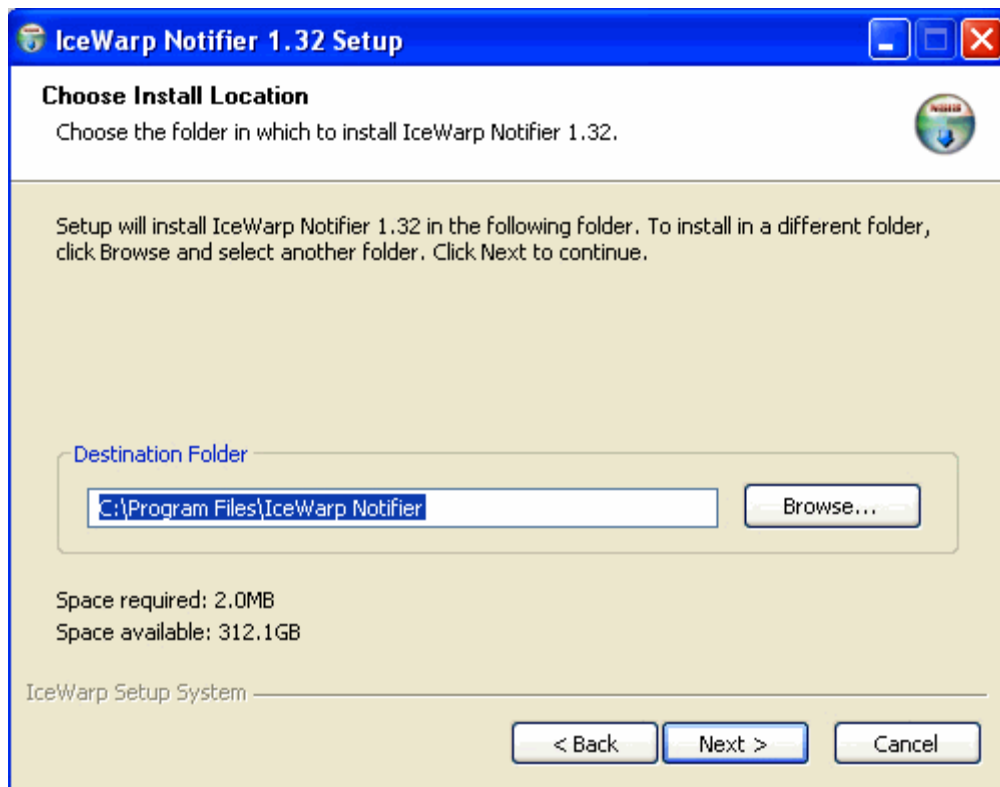 IceWarp Notifier 1.32 Setup
Choose Install Location
Choose the folder in which to install IceWarp Notifier 1.32.
Setup will install IceWarp Notifier 1.32 in the following folder. To install in a different folder,
click Browse and select another folder. Click Next to continue.
Destination Folder
C:\Program Files\IceWarp Notifier
Browse...
Space required: 2.0MB
Space available: 312.1GB
IceWarp Setup System
< Back
Next >
Cancel